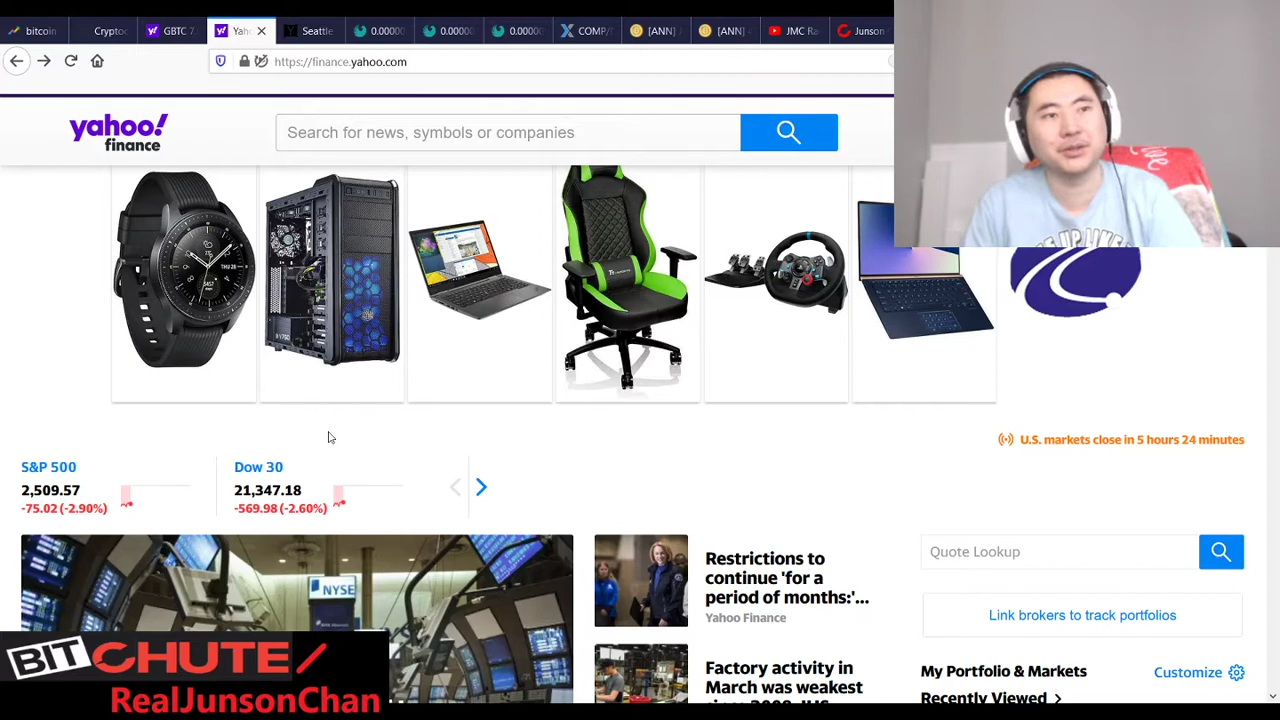 bitcoin
Cryptoc
GBTC 7.
Yah
Seattle
0.00000
0.00000
0.00000
COMP/
[ANN] J
[ANN] 4
JMC Ra
Junson
https://finance.yahoo.com
yahoo!
finance
Search for news, symbols or companies
U.S. markets close in 5 hours 24 minutes
S&P 500
2,509.57
-75.02 (-2.90%)
Dow 30
21,347.18
-569.98 (-2.60%)
NYSE
Restrictions to
continue 'for a
period of months:'...
Yahoo Finance
Factory activity in
March was weakest
Quote Lookup
Link brokers to track portfolios
My Portfolio & Markets
Customize
Recently Viewed
BITCHUTE
RealJunsonChan